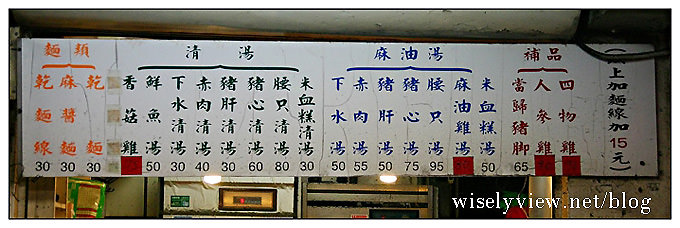 麵類
乾麵線 30
麻醬麵 30
乾麵 30
清湯
香菇雞
鮮魚湯 50
下水清湯 30
赤肉清湯 40
豬肝清湯 30
豬心清湯 60
腰只清湯 80
米血糕清湯 30
麻油湯
下水湯 50
赤肉湯 55
豬肝湯 50
豬心湯 75
腰只湯 95
麻油雞湯
米血糕湯 50
補品
當歸豬脚 65
人參雞
四物雞
上加麵線加15元)
wiselyview.net/blog